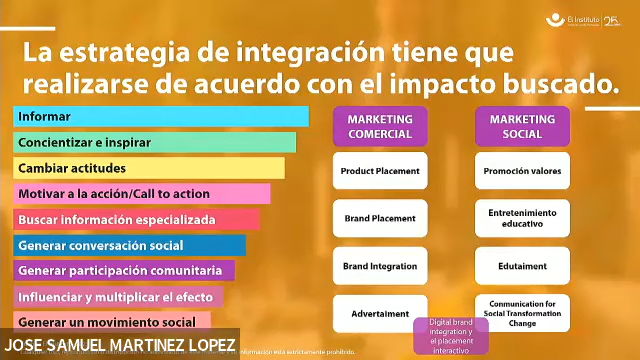 El Instituto
25
La estrategia de integración tiene que
realizarse de acuerdo con el impacto buscado.
Informar
Concientizar e inspirar
Cambiar actitudes
Motivar a la acción/Call to action
Buscar información especializada
Generar conversación social
Generar participación comunitaria
Influenciar y multiplicar el efecto
Generar un movimiento social
MARKETING
COMERCIAL
Product Placement
Brand Placement
Brand Integration
Advertaiment
MARKETING
SOCIAL
Promoción valores
Entretenimiento
educativo
Edutaiment
Communication for
Social Transformation
Change
Digital brand
integration y
el placement
interactivo
JOSE SAMUEL MARTINEZ LOPEZ
información está estrictamente prohibido.